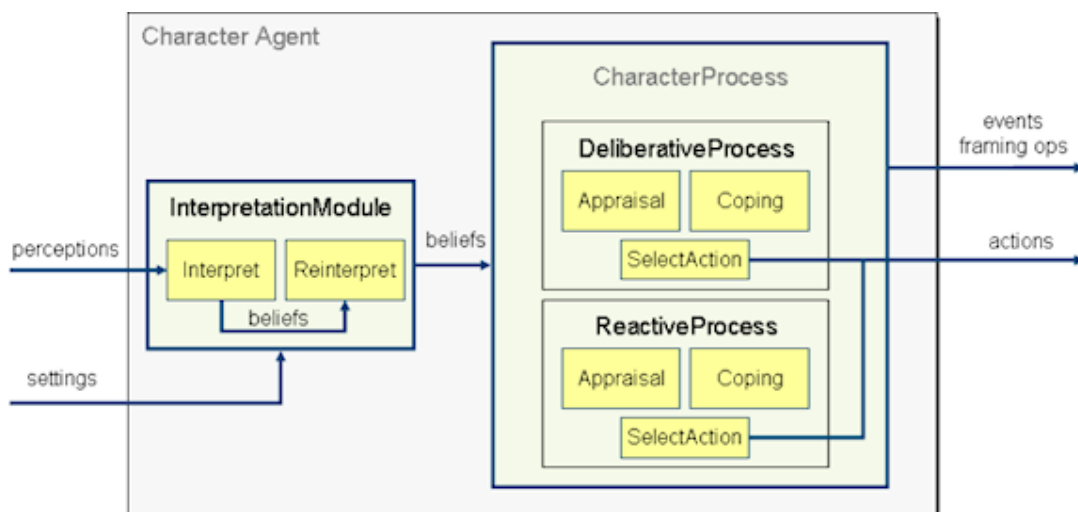 Character Agent
CharacterProcess
events
framing ops
DeliberativeProcess
Appraisal
Coping
SelectAction
actions
InterpretationModule
perceptions
Interpret
Reinterpret
beliefs
beliefs
settings
ReactiveProcess
Appraisal
Coping
SelectAction